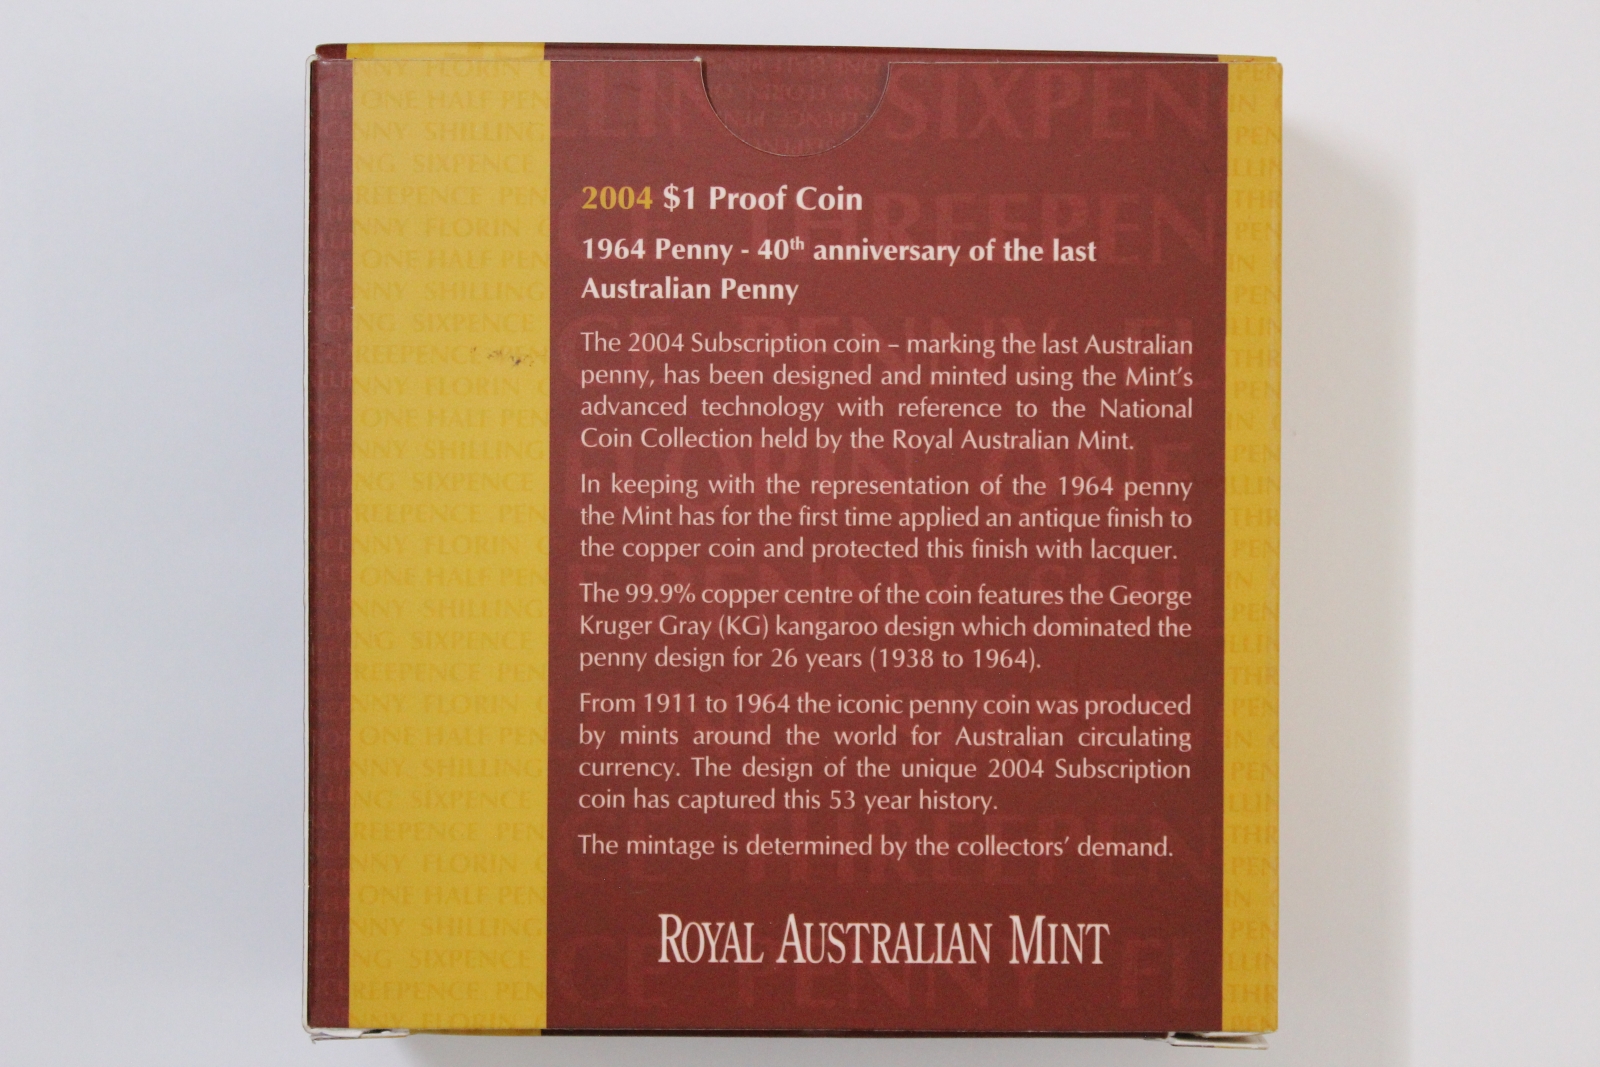 2004 $1 Proof Coin
1964 Penny - 40th anniversary of the last
Australian Penny
The 2004 Subscription coin – marking the last Australian
penny, has been designed and minted using the Mint's
advanced technology with reference to the National
Coin Collection held by the Royal Australian Mint.
In keeping with the representation of the 1964 penny
the Mint has for the first time applied an antique finish to
the copper coin and protected this finish with lacquer.
The 99.9% copper centre of the coin features the George
Kruger Gray (KG) kangaroo design which dominated the
penny design for 26 years (1938 to 1964).
From 1911 to 1964 the iconic penny coin was produced
by mints around the world for Australian circulating
currency. The design of the unique 2004 Subscription
coin has captured this 53 year history.
The mintage is determined by the collectors' demand.
ROYAL AUSTRALIAN MINT